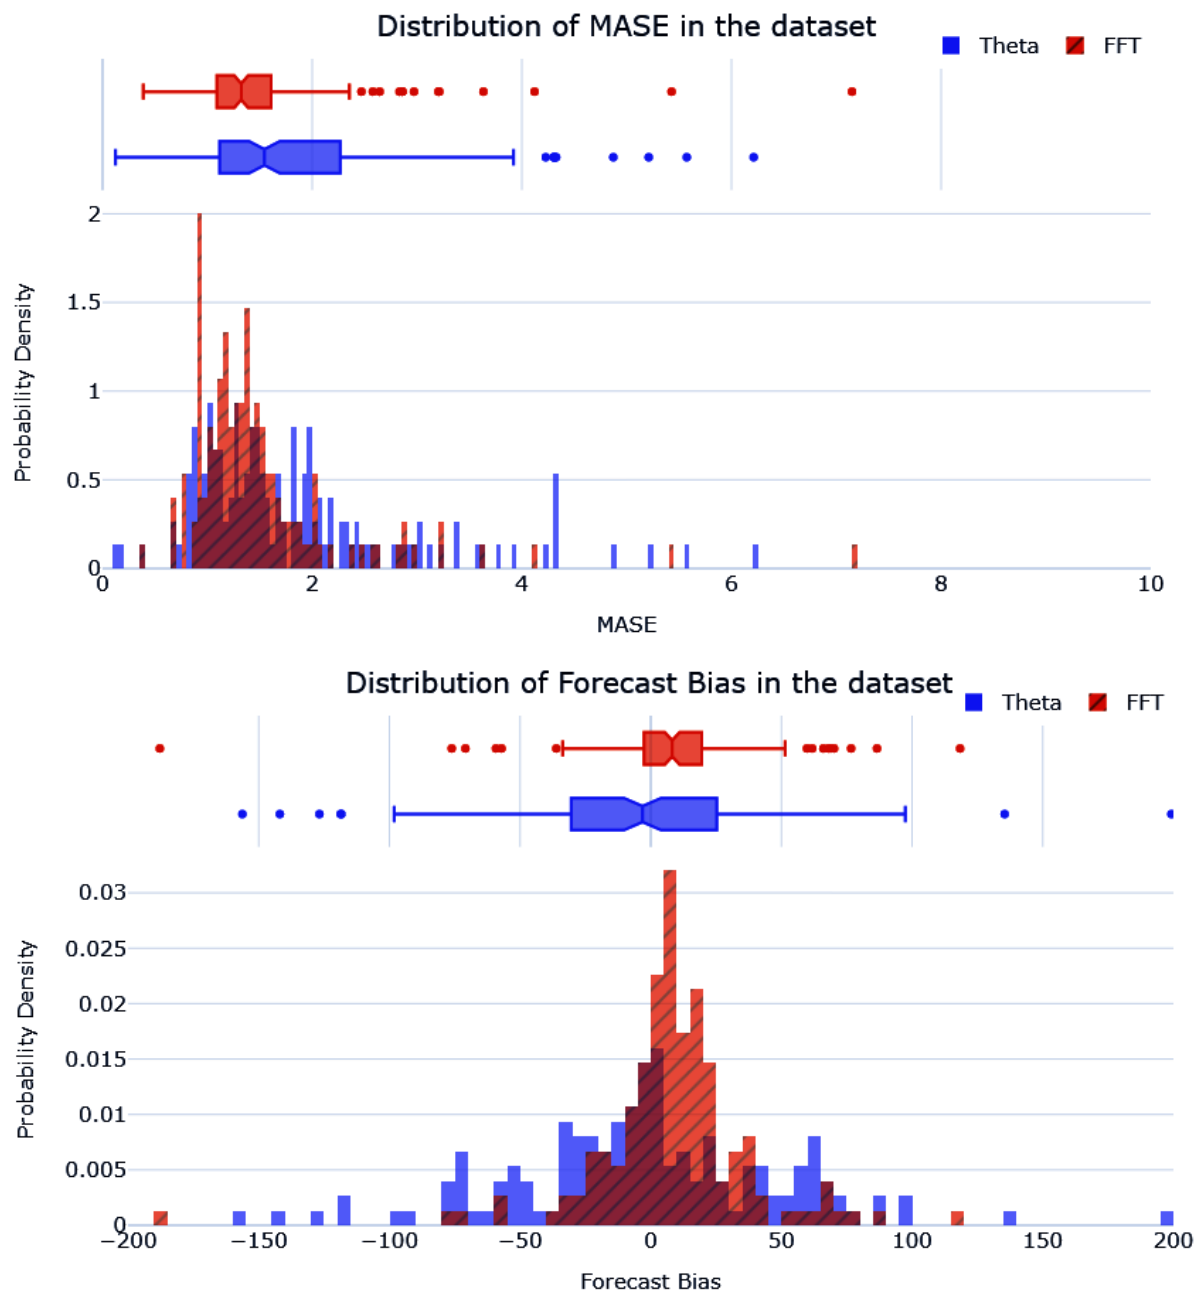 Distribution of MASE in the dataset
Theta FFT
2
1.5
1
0.5
0
Probability Density
0 2 4 6 8 10
MASE
Distribution of Forecast Bias in the dataset
Theta FFT
0.03
0.025
0.02
0.015
0.01
0.005
0
Probability Density
−200 −150 −100 −50 0 50 100 150 200
Forecast Bias